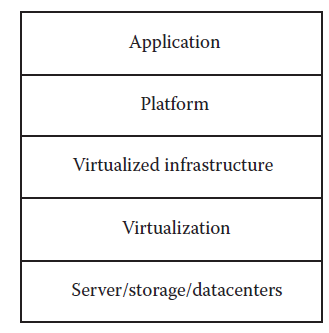 Application
Platform
Virtualized infrastructure
Virtualization
Server/storage/datacenters